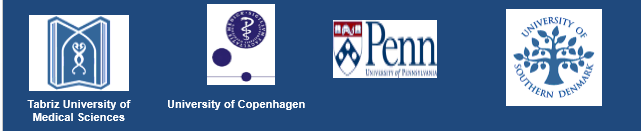 Tabriz University of
Medical Sciences
University of Copenhagen
Penn
UNIVERSITY of PENNSYLVANIA
UNIVERSITY OF
SOUTHERN DENMARK